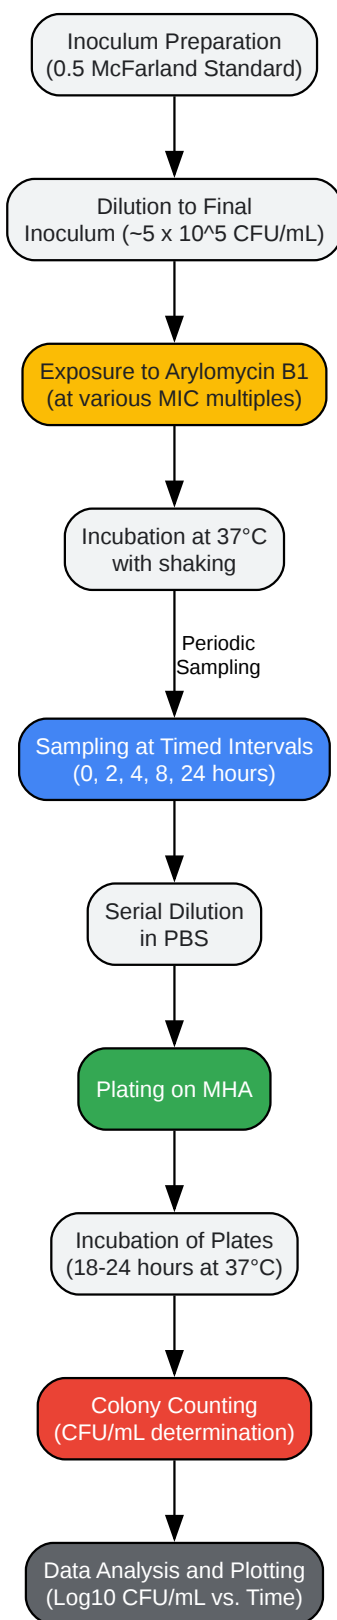 Inoculum Preparation
(0.5 McFarland Standard)
Dilution to Final
Inoculum (~5 x 10^5 CFU/mL)
Exposure to Arylomycin B1
(at various MIC multiples)
Incubation at 37°C
with shaking
Periodic
Sampling
Sampling at Timed Intervals
(0, 2, 4, 8, 24 hours)
Serial Dilution
in PBS
Plating on MHA
Incubation of Plates
(18-24 hours at 37°C)
Colony Counting
(CFU/mL determination)
Data Analysis and Plotting
(Log10 CFU/mL vs. Time)